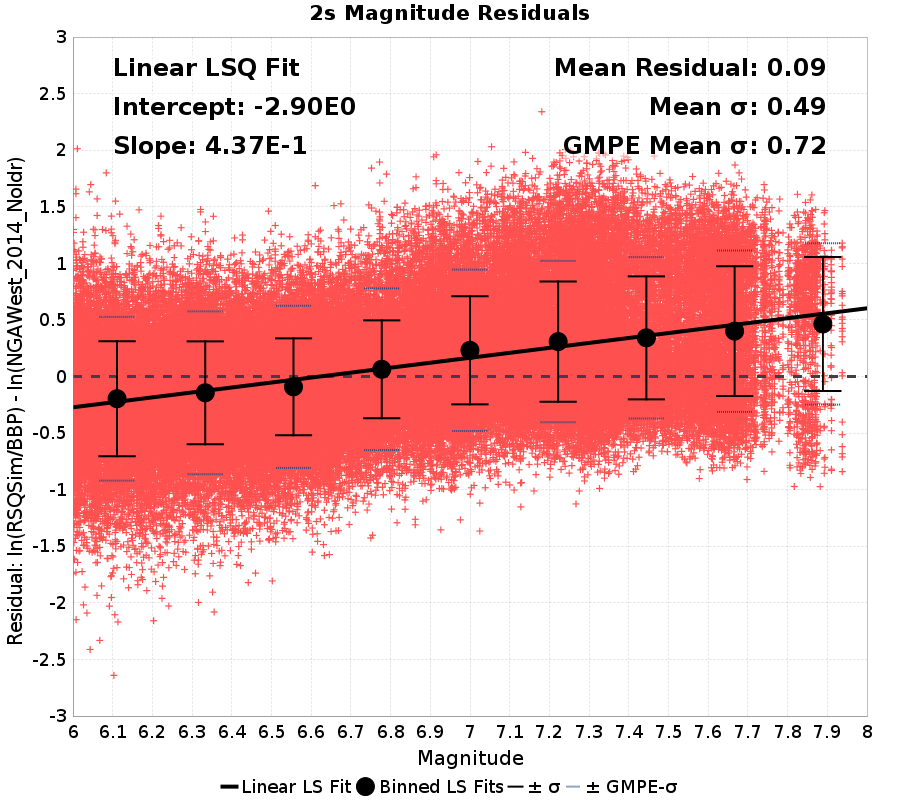 2s Magnitude Residuals
Linear LSQ Fit
Intercept: -2.90E0
Slope: 4.37E-1
Mean Residual: 0.09
Mean σ: 0.49
GMPE Mean σ: 0.72
Residual: ln(RSQSim/BBP) - ln(NGAWest_2014_NoIdr)
3
2.5
2
1.5
1
0.5
0
-0.5
-1
-1.5
-2
-2.5
-3
6 6.1 6.2 6.3 6.4 6.5 6.6 6.7 6.8 6.9 7 7.1 7.2 7.3 7.4 7.5 7.6 7.7 7.8 7.9 8
Magnitude
Linear LS Fit Binned LS Fits ± σ ± GMPE-σ